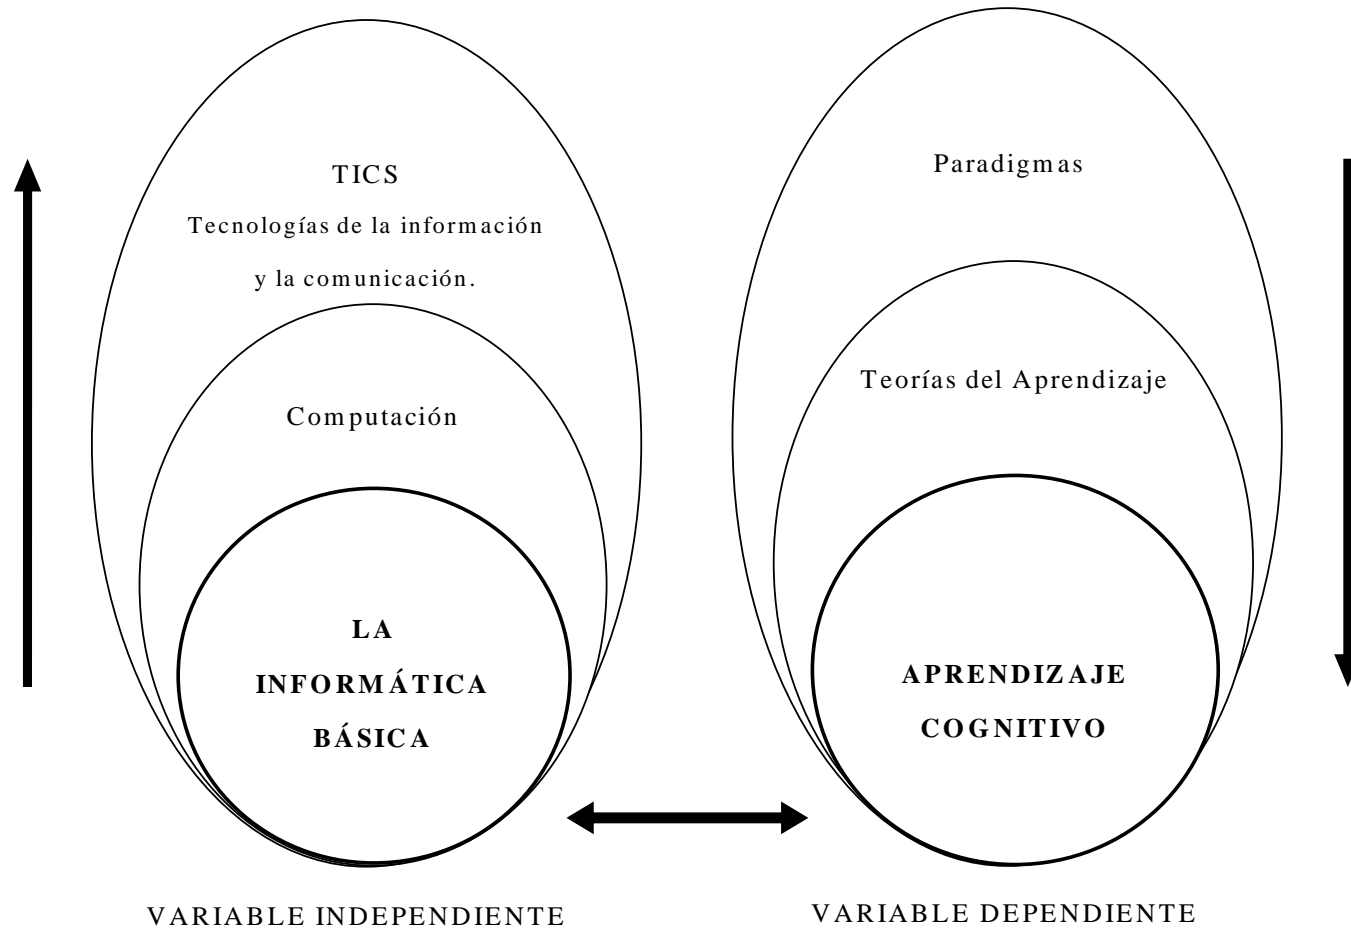 TICS
Tecnologías de la información
y la comunicación.
Computación
LA
INFORMÁTICA
BÁSICA
VARIABLE INDEPENDIENTE
Paradigmas
Teorías del Aprendizaje
APRENDIZAJE
COGNITIVO
VARIABLE DEPENDIENTE